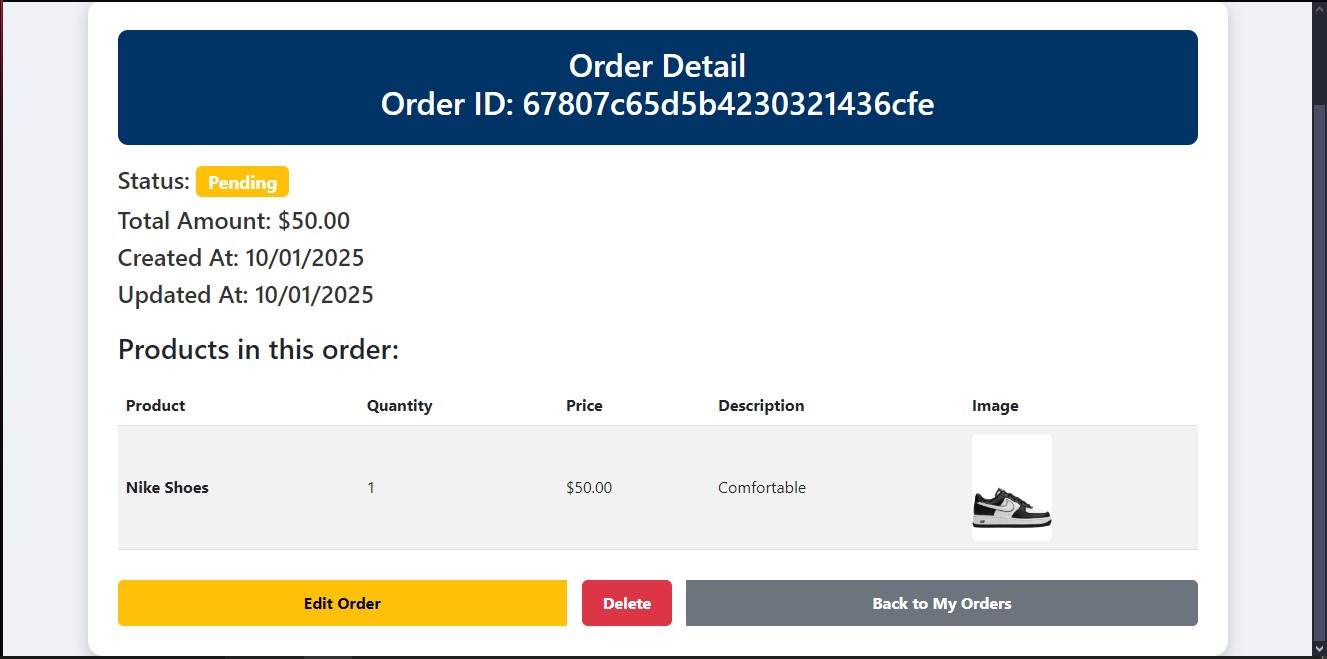 Order Detail
Order ID: 67807c65d5b4230321436cfe
Status: Pending
Total Amount: $50.00
Created At: 10/01/2025
Updated At: 10/01/2025
Products in this order:
Product Quantity Price Description Image
Nike Shoes 1 $50.00 Comfortable
Edit Order Delete Back to My Orders